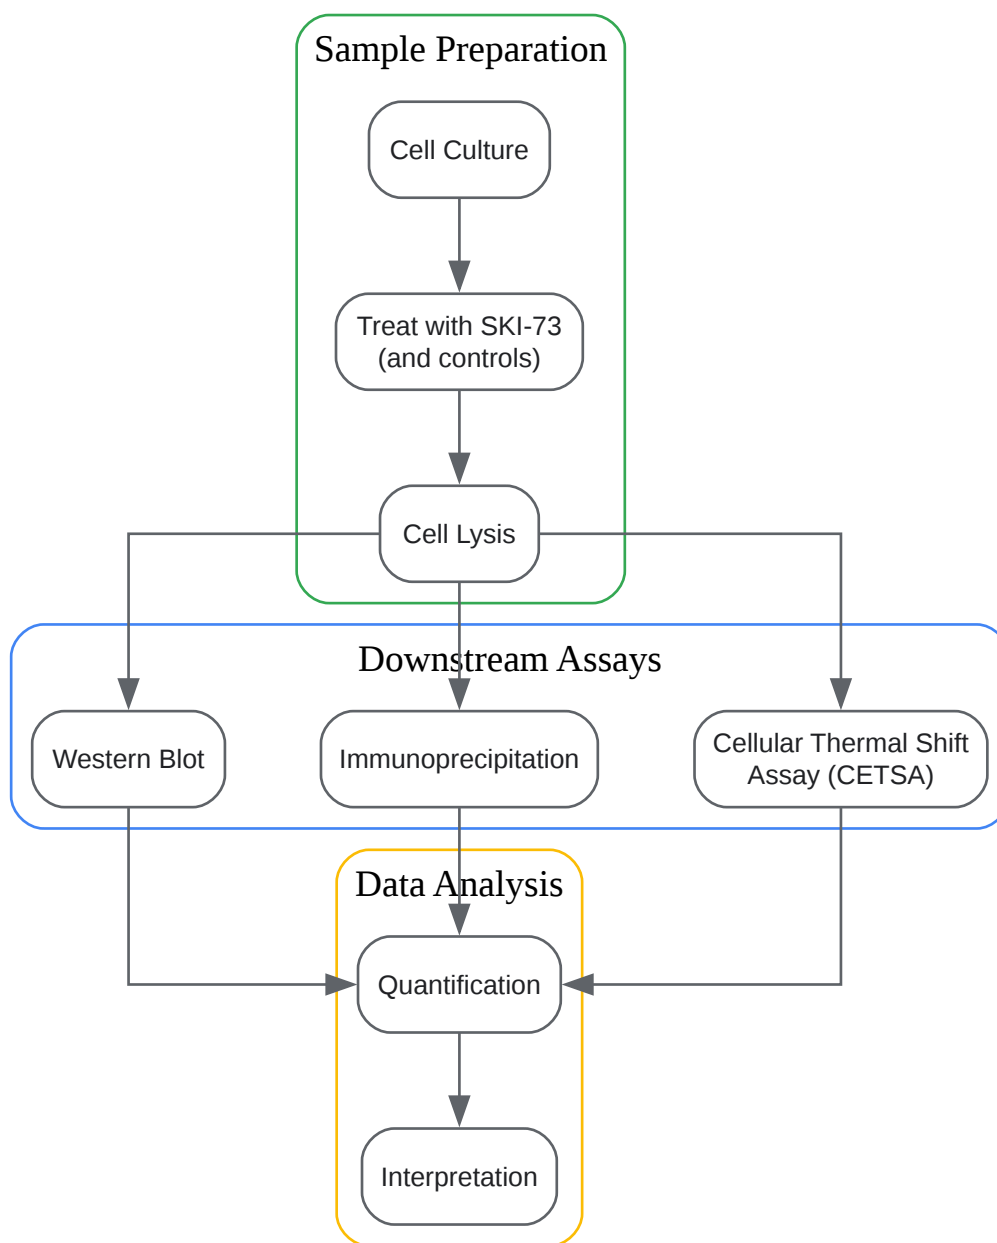 Sample Preparation
Cell Culture
Treat with SKI-73
(and controls)
Cell Lysis
Downstream Assays
Western Blot
Immunoprecipitation
Cellular Thermal Shift
Assay (CETSA)
Data Analysis
Quantification
Interpretation